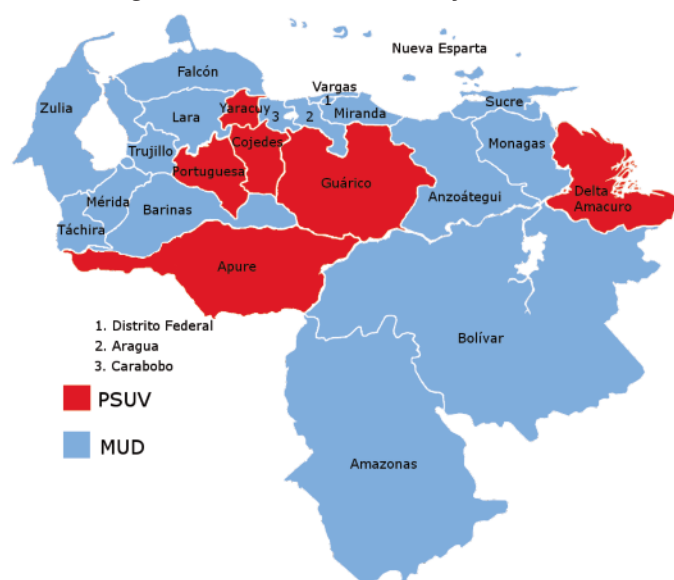 Nueva Esparta
Falcón
Vargas
Zulia
1
Sucre
Yaracuy
Lara
3
2
Miranda
Cojedes
Monagas
Trujillo
Portuguesa
Guárico
Delta
Amacuro
Mérida
Barinas
Anzoátegui
Táchira
Apure
1. Distrito Federal
2. Aragua
3. Carabobo
Bolívar
PSUV
MUD
Amazonas